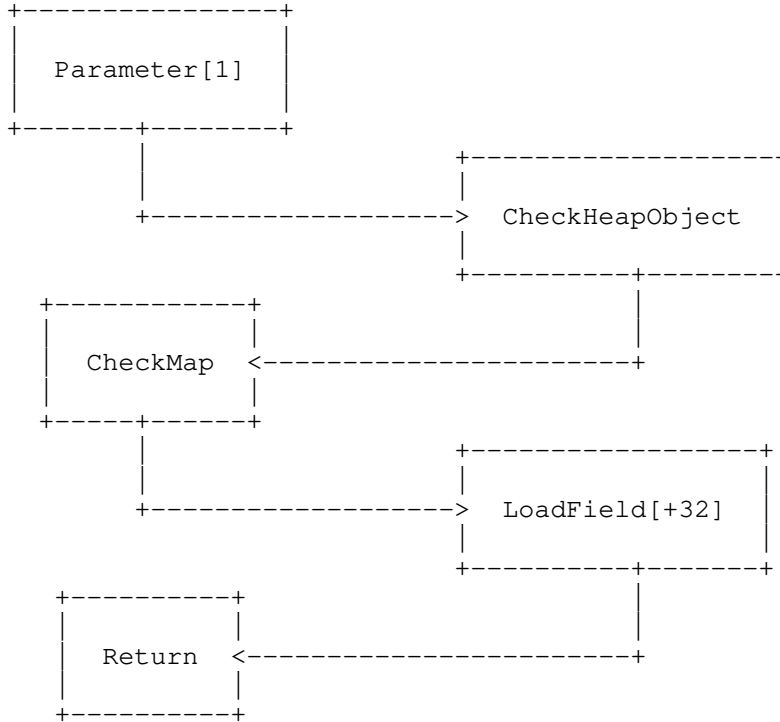 Parameter[1]
CheckHeapObject
CheckMap
LoadField[+32]
Return